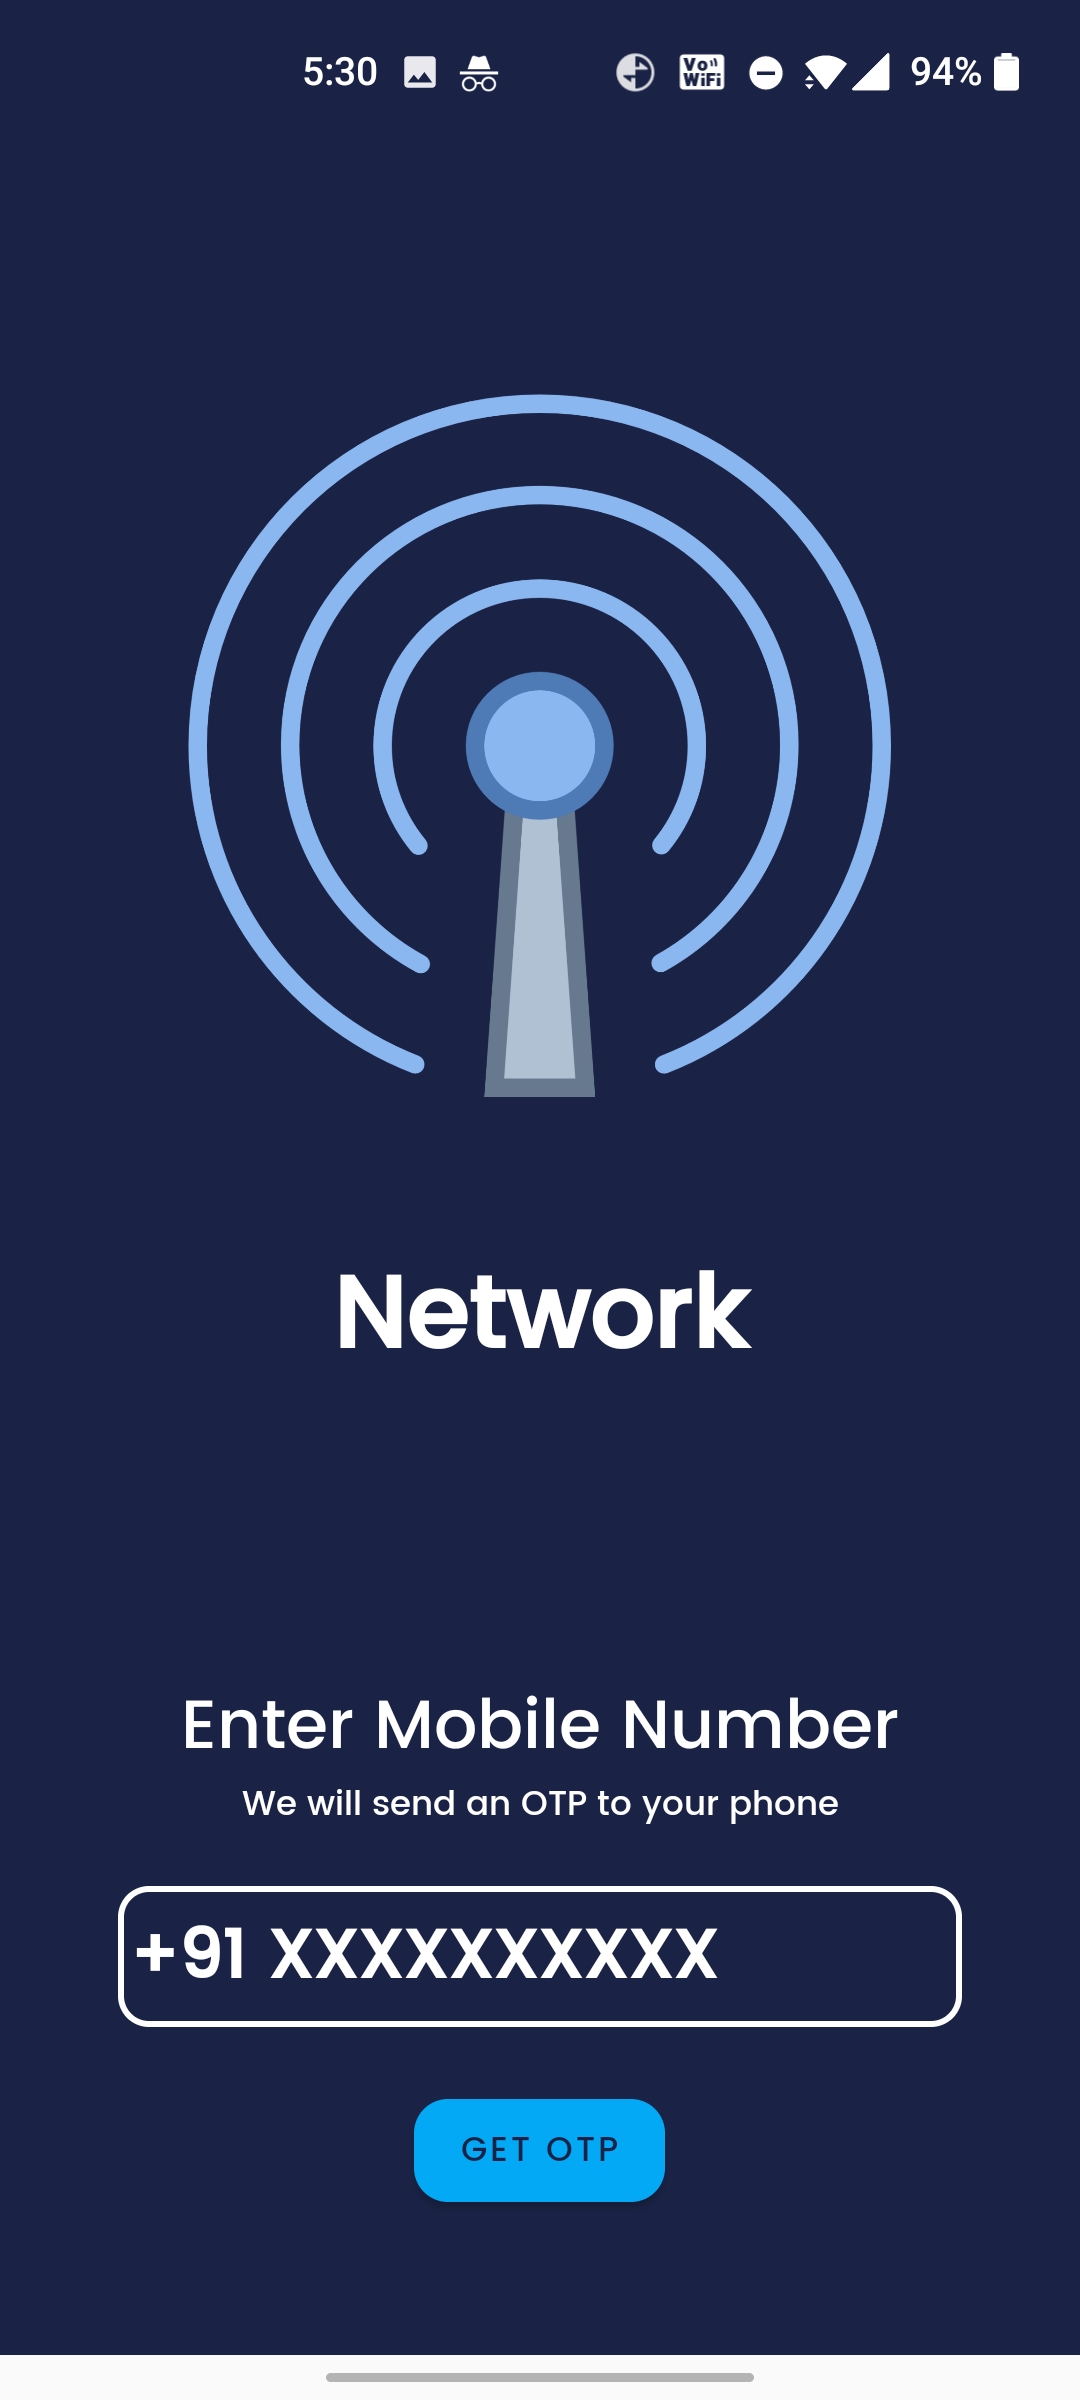 5:30 Vo WiFi 94%
Network
Enter Mobile Number
We will send an OTP to your phone
+91 XXXXXXXXXX
GET OTP